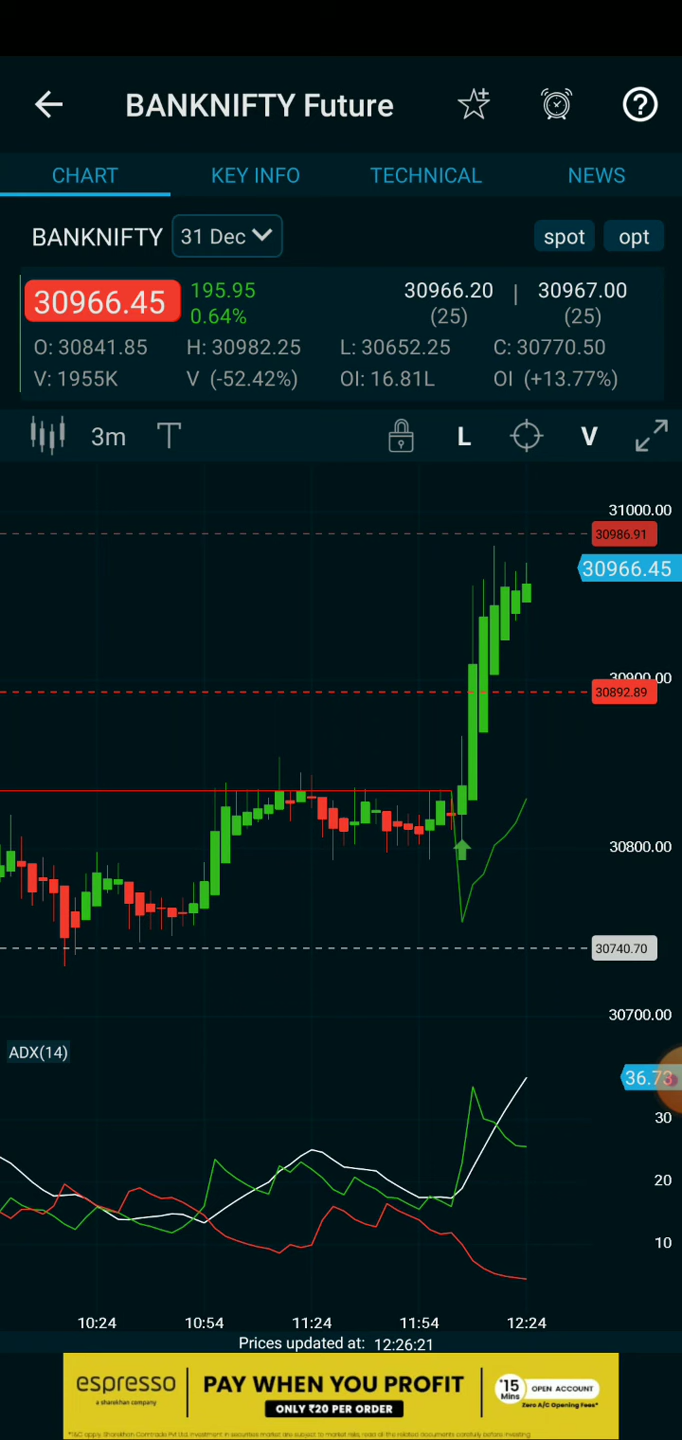 BANKNIFTY Future
CHART KEY INFO TECHNICAL NEWS
BANKNIFTY 31 Dec spot opt
30966.45 195.95 0.64% 30966.20 (25) | 30967.00 (25)
O: 30841.85 H: 30982.25 L: 30652.25 C: 30770.50
V: 1955K V (-52.42%) OI: 16.81L OI (+13.77%)
3m T L V
31000.00
30986.91
30966.45
30900.00
30892.89
30800.00
30740.70
30700.00
ADX(14)
36.73
30
20
10
10:24 10:54 11:24 11:54 12:24
Prices updated at: 12:26:21
espresso
a sharekhan company
PAY WHEN YOU PROFIT
ONLY ₹20 PER ORDER
*15 Mins OPEN ACCOUNT
Zero A/C Opening Fees*